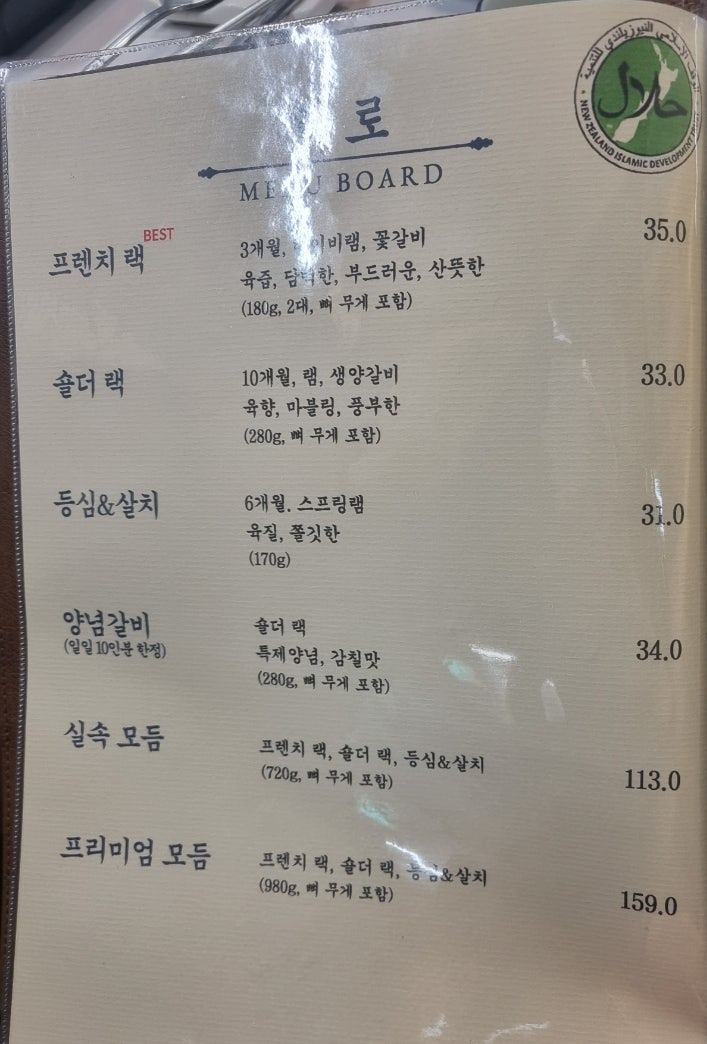 로
BOARD
حلال
NEW ZEALAND ISLAMIC DEVELOPMENT
프렌치 랙 BEST
3개월, 꽃갈비
육즙, 부드러운, 산뜻한
(180g, 2대, 뼈 무게 포함)
35.0
숄더 랙
10개월, 램, 생양갈비
육향, 마블링, 풍부한
(280g, 뼈 무게 포함)
33.0
등심&살치
6개월. 스프링램
육질, 쫄깃한
(170g)
31.0
양념갈비
(일일 10인분 한정)
숄더 랙
특제양념, 감칠맛
(280g, 뼈 무게 포함)
34.0
실속 모듬
프렌치 랙, 숄더 랙, 등심&살치
(720g, 뼈 무게 포함)
113.0
프리미엄 모듬
프렌치 랙, 숄더 랙, 등심&살치
(980g, 뼈 무게 포함)
159.0